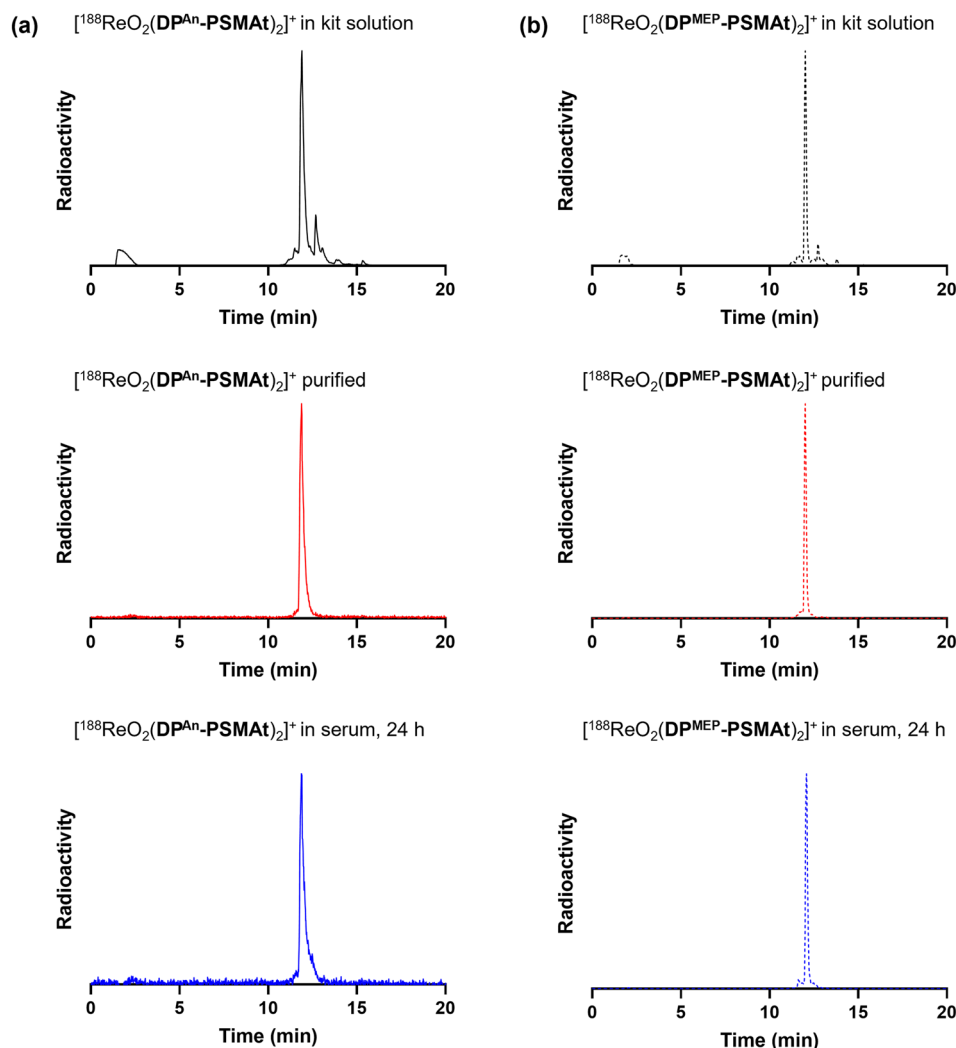 (a) [¹⁸⁸ReO₂(DPᴬⁿ-PSMAt)₂]⁺ in kit solution
Radioactivity
0 5 10 15 20
Time (min)
[¹⁸⁸ReO₂(DPᴬⁿ-PSMAt)₂]⁺ purified
Radioactivity
0 5 10 15 20
Time (min)
[¹⁸⁸ReO₂(DPᴬⁿ-PSMAt)₂]⁺ in serum, 24 h
Radioactivity
0 5 10 15 20
Time (min)
(b) [¹⁸⁸ReO₂(DPᴹᴱᴾ-PSMAt)₂]⁺ in kit solution
Radioactivity
0 5 10 15 20
Time (min)
[¹⁸⁸ReO₂(DPᴹᴱᴾ-PSMAt)₂]⁺ purified
Radioactivity
0 5 10 15 20
Time (min)
[¹⁸⁸ReO₂(DPᴹᴱᴾ-PSMAt)₂]⁺ in serum, 24 h
Radioactivity
0 5 10 15 20
Time (min)